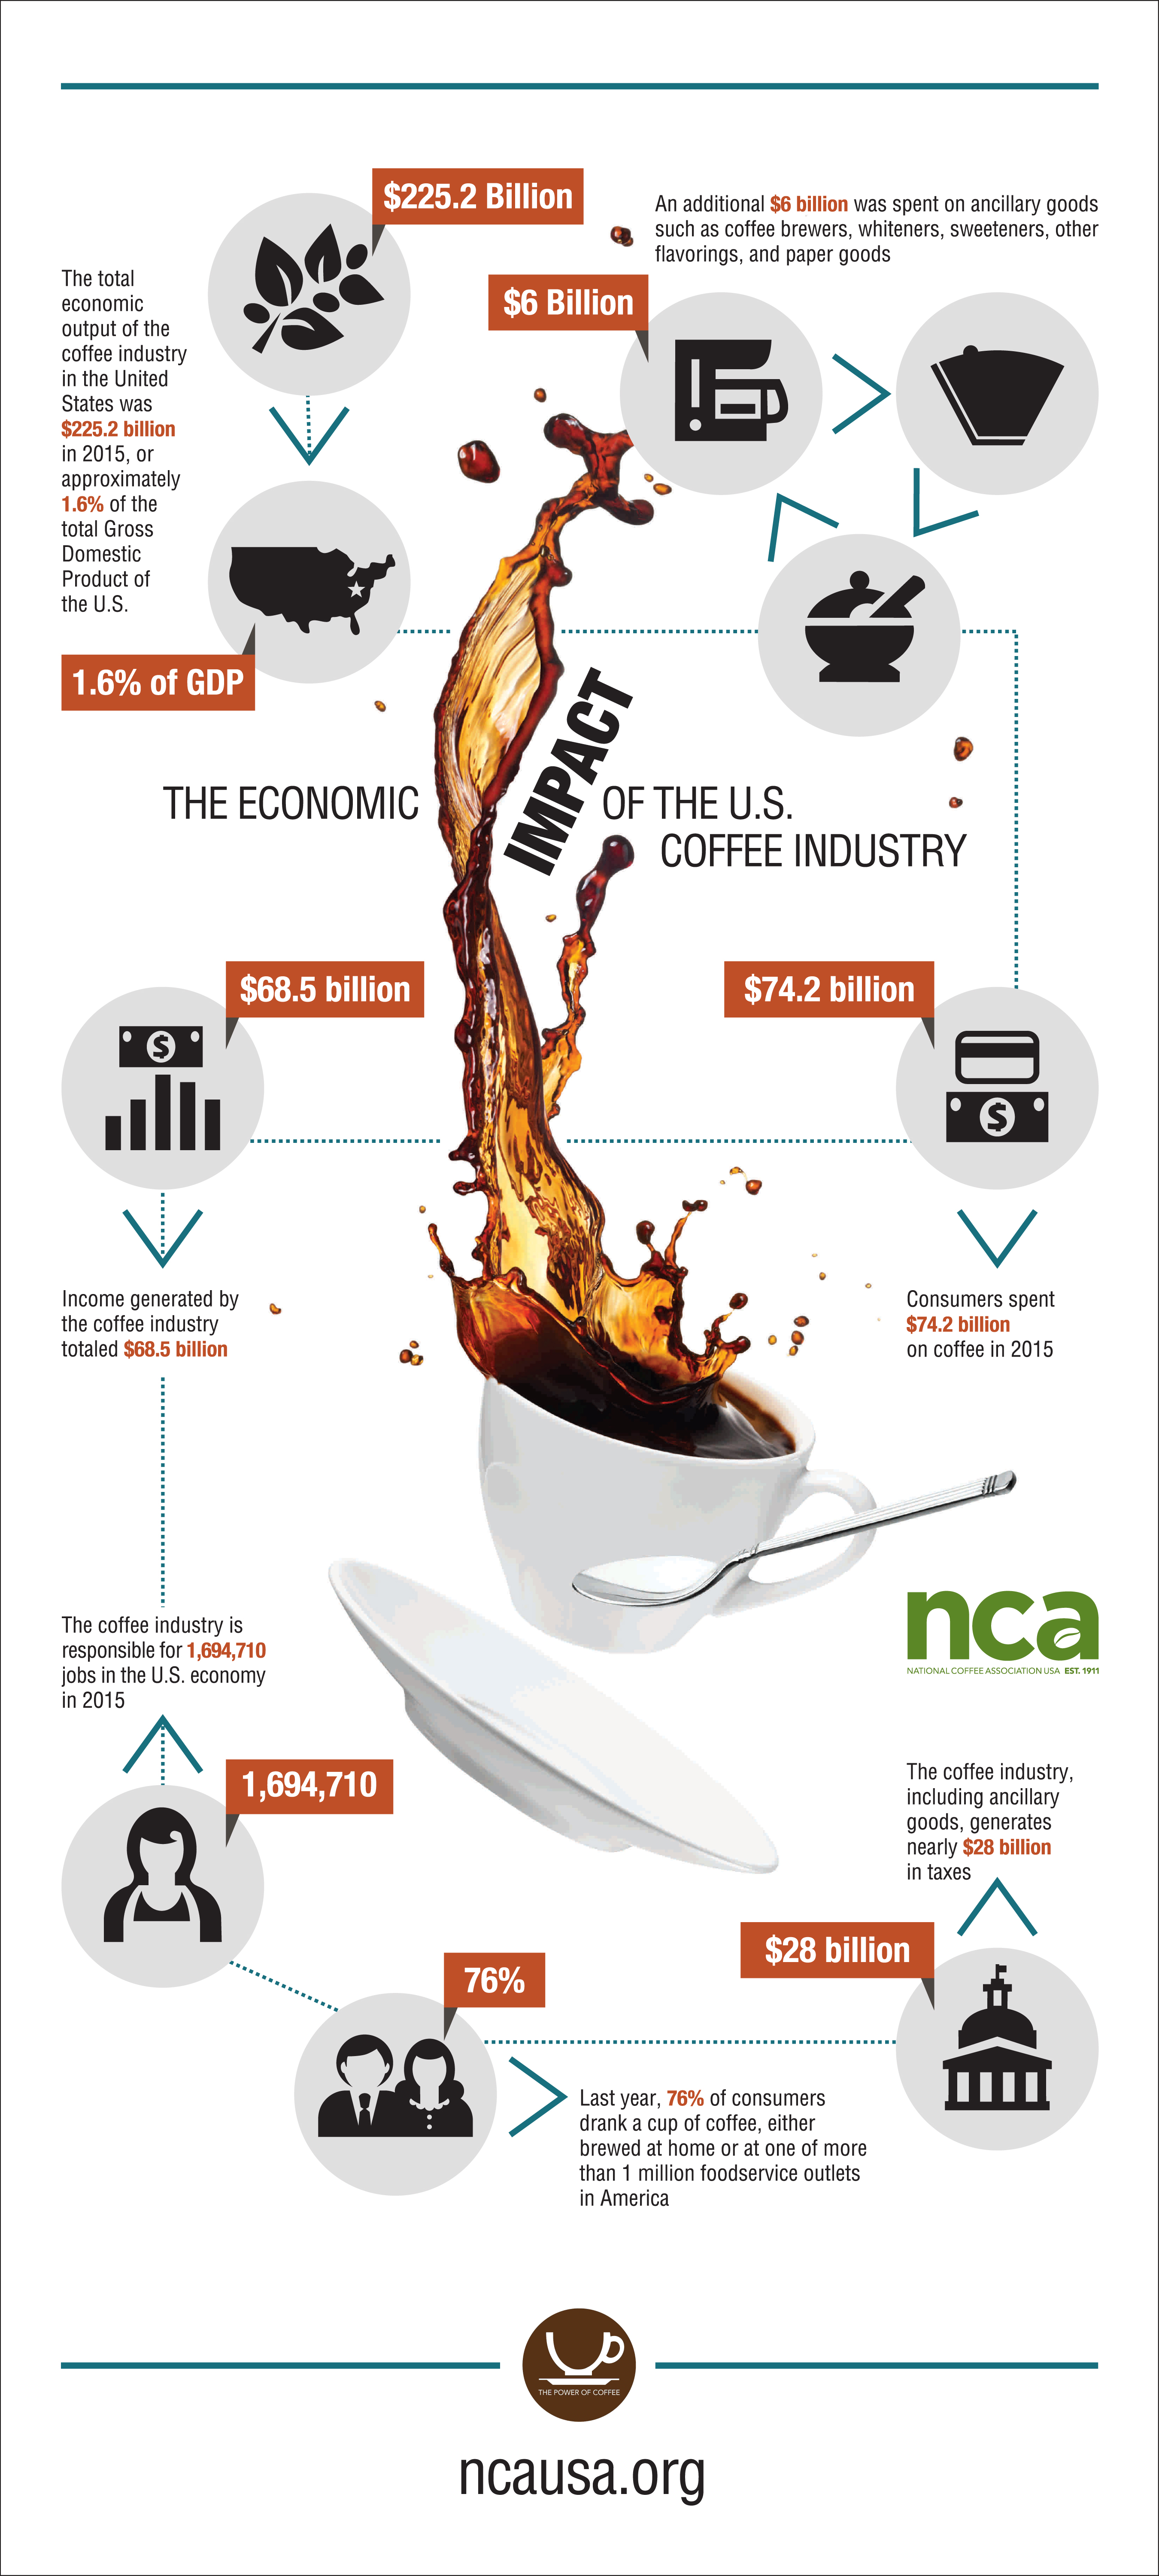 $225.2 Billion
The total
economic
output of the
coffee industry
in the United
States was
$225.2 billion
in 2015, or
approximately
1.6% of the
total Gross
Domestic
Product of
the U.S.
1.6% of GDP
An additional $6 billion was spent on ancillary goods
such as coffee brewers, whiteners, sweeteners, other
flavorings, and paper goods
$6 Billion
THE ECONOMIC
IMPACT
OF THE U.S.
COFFEE INDUSTRY
$68.5 billion
$
Income generated by
the coffee industry
totaled $68.5 billion
$74.2 billion
$
Consumers spent
$74.2 billion
on coffee in 2015
The coffee industry is
responsible for 1,694,710
jobs in the U.S. economy
in 2015
1,694,710
nca
NATIONAL COFFEE ASSOCIATION USA EST. 1911
The coffee industry,
including ancillary
goods, generates
nearly $28 billion
in taxes
$28 billion
76%
Last year, 76% of consumers
drank a cup of coffee, either
brewed at home or at one of more
than 1 million foodservice outlets
in America
THE POWER OF COFFEE
ncausa.org